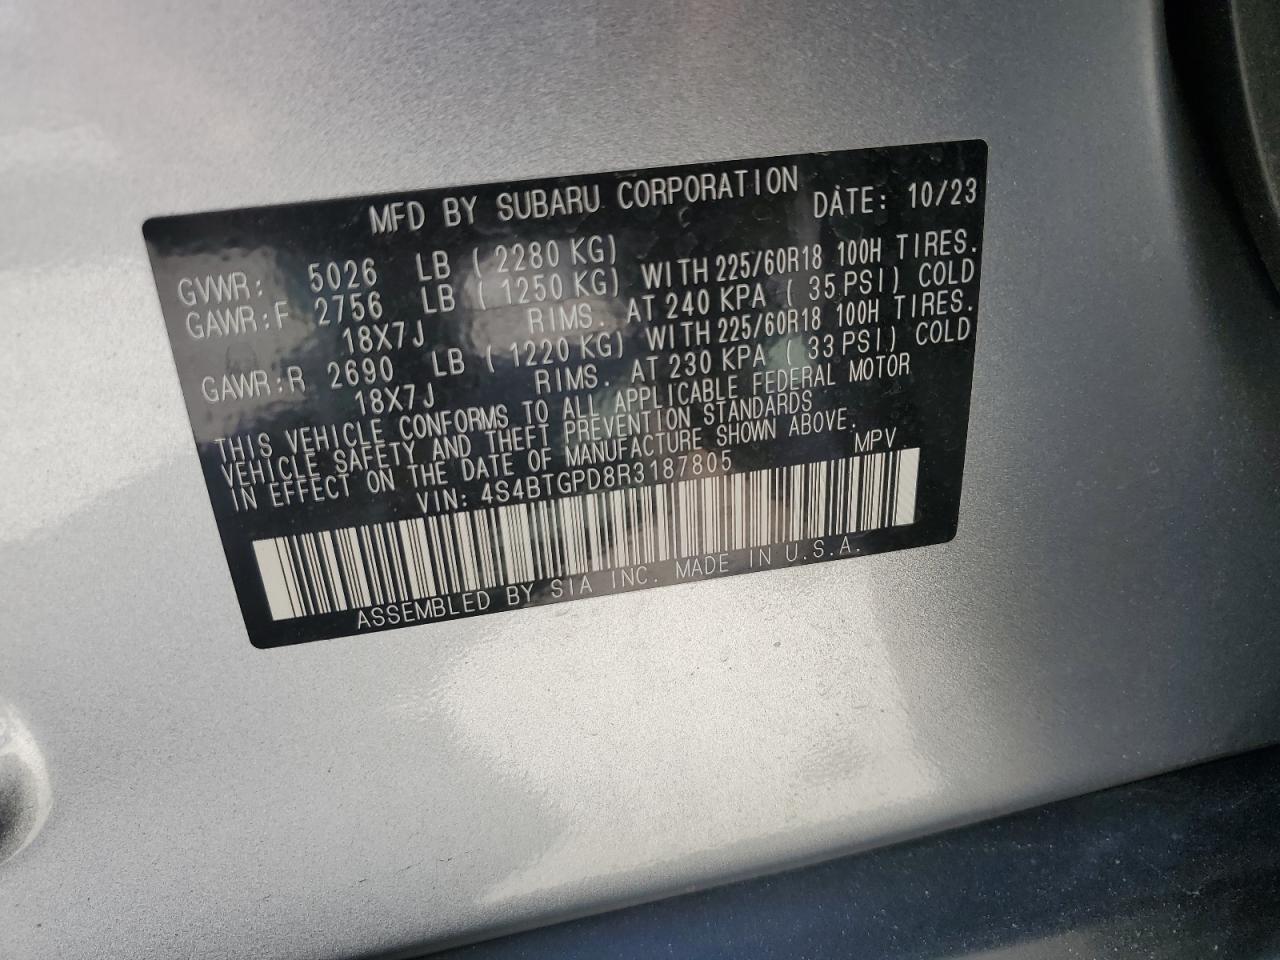 MFD BY SUBARU CORPORATION DATE: 10/23
GVWR: 5026 LB ( 2280 KG)
GAWR:F 2756 LB ( 1250 KG) WITH 225/60R18 100H TIRES.
18X7J RIMS. AT 240 KPA ( 35 PSI) COLD
GAWR:R 2690 LB ( 1220 KG) WITH 225/60R18 100H TIRES.
18X7J RIMS. AT 230 KPA ( 33 PSI) COLD
THIS VEHICLE CONFORMS TO ALL APPLICABLE FEDERAL MOTOR
VEHICLE SAFETY AND THEFT PREVENTION STANDARDS
IN EFFECT ON THE DATE OF MANUFACTURE SHOWN ABOVE.
VIN: 4S4BTGPD8R3187805 MPV
ASSEMBLED BY SIA INC. MADE IN U.S.A.